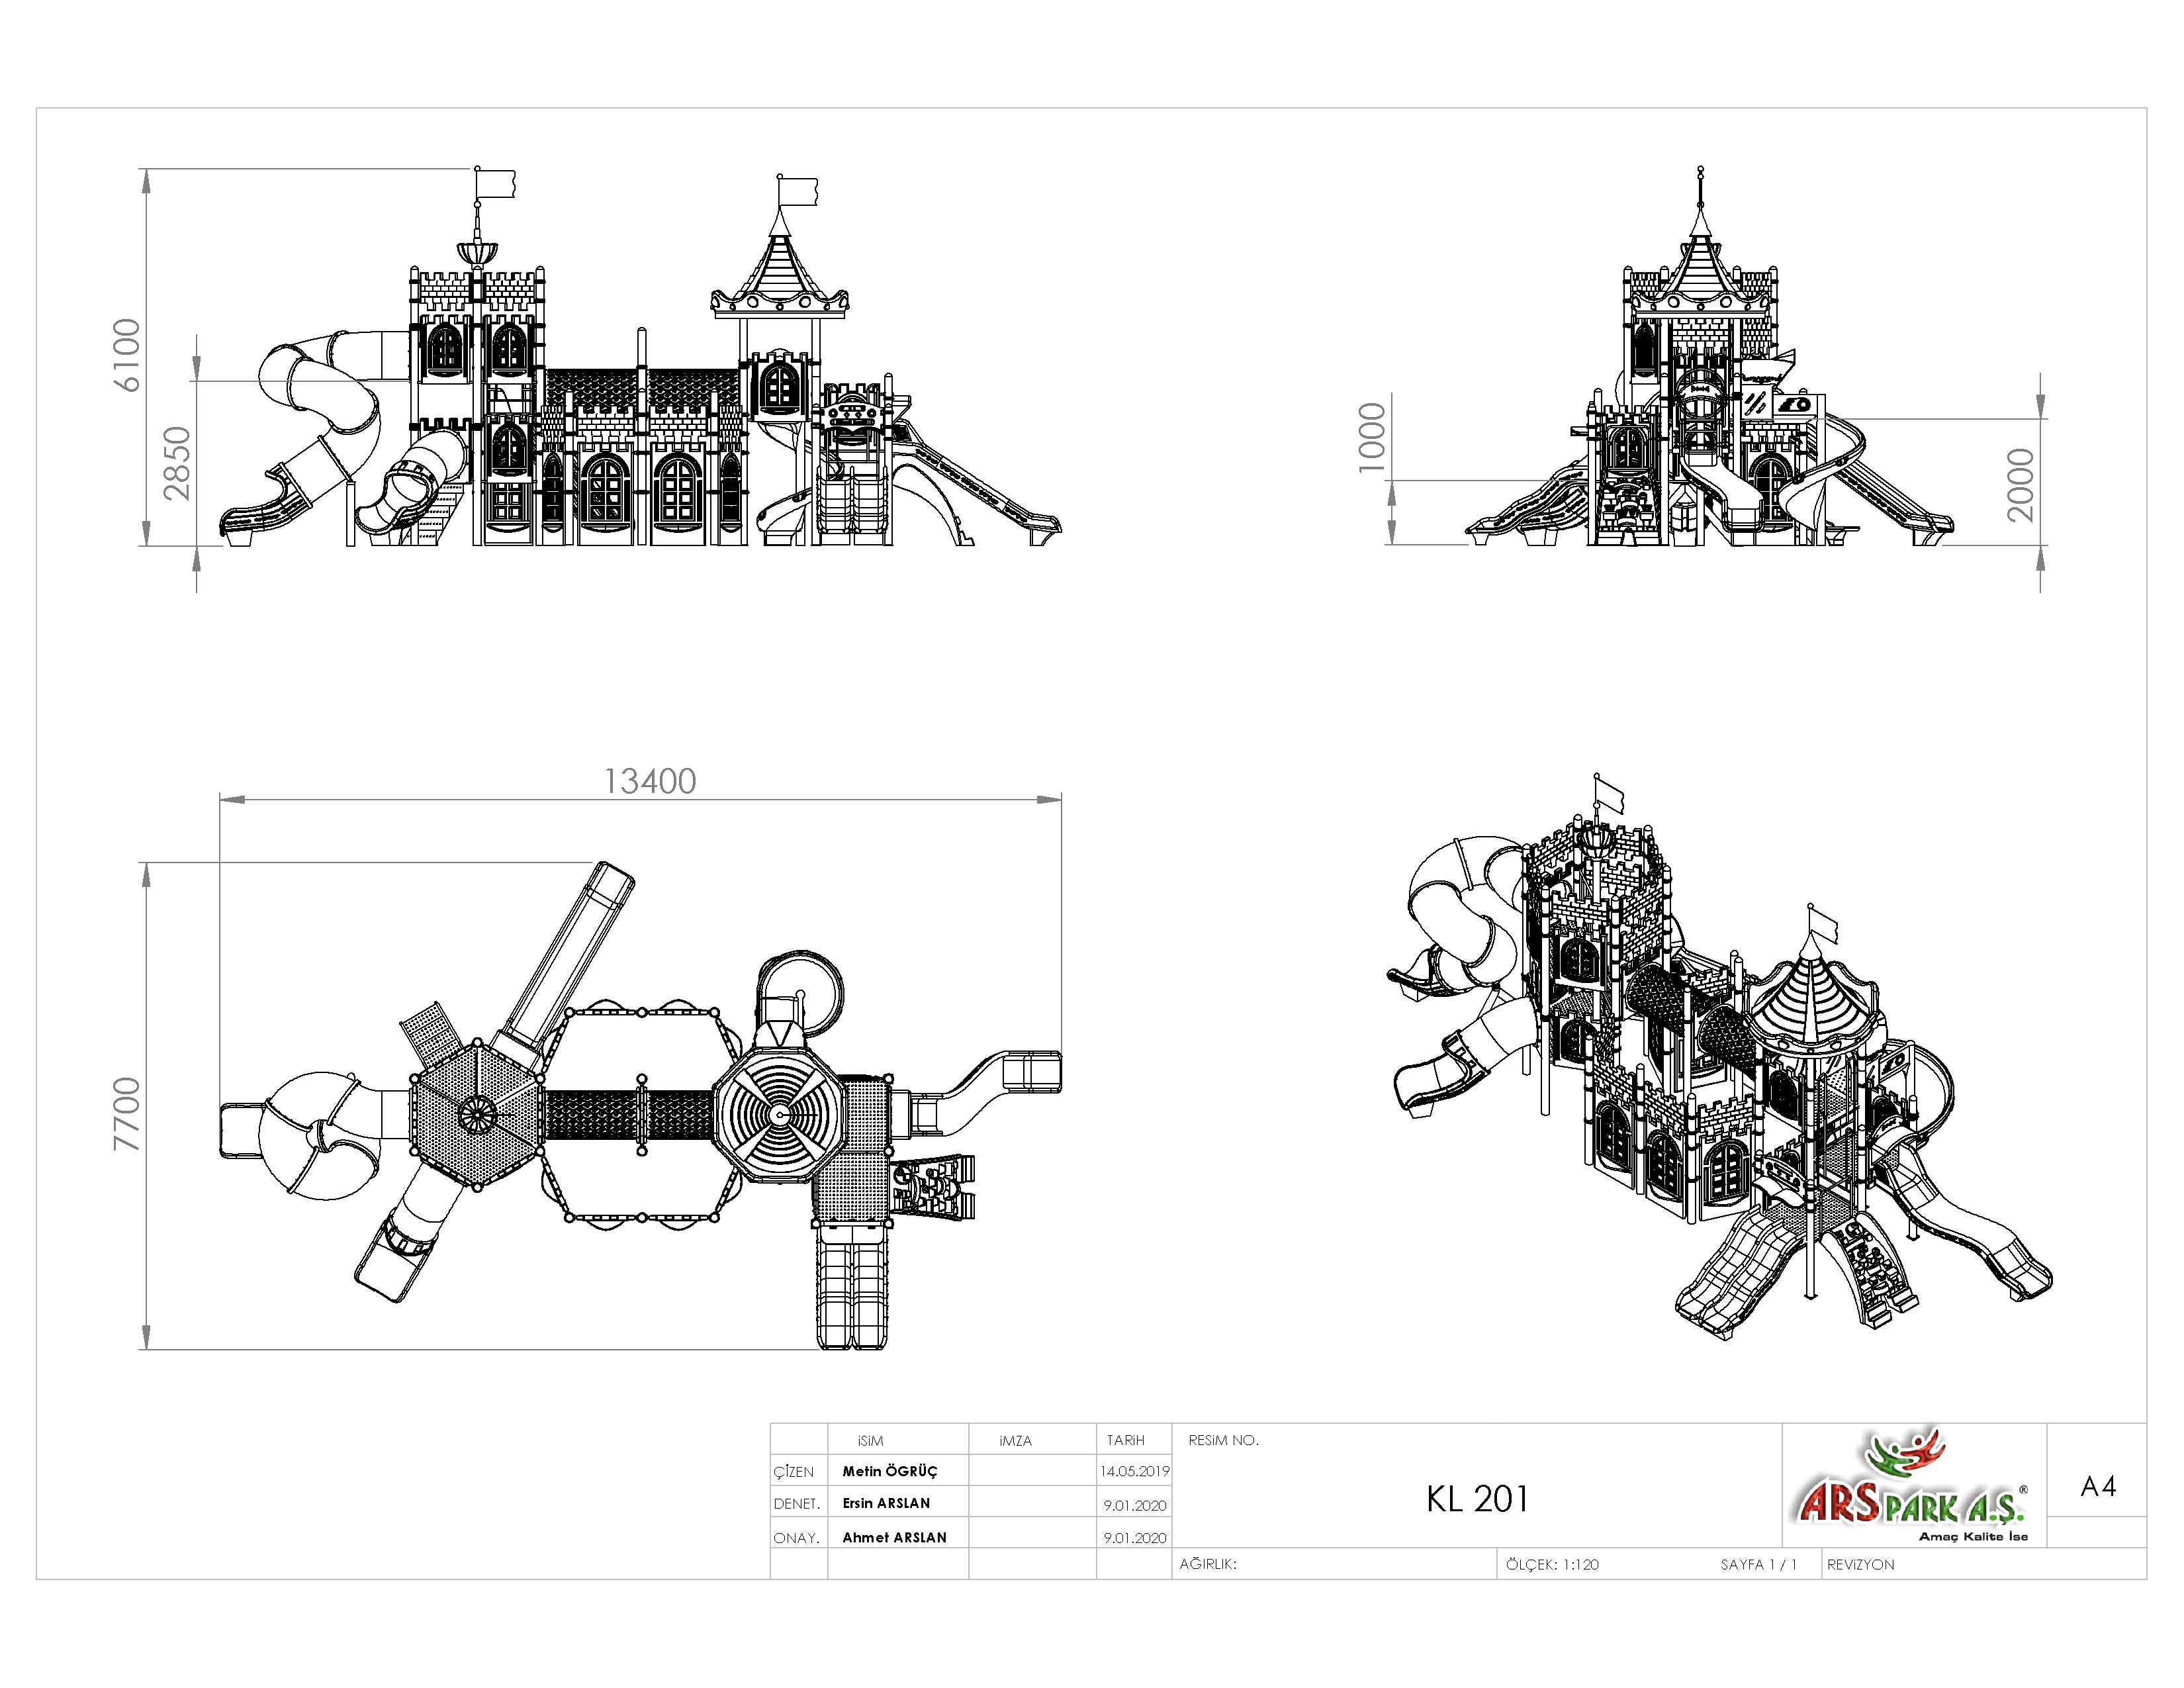 6100
2850
1000
2000
13400
7700
İSİM İMZA TARİH RESİM NO.
ÇİZEN Metin ÖGRÜÇ 14.05.2019
DENET. Ersin ARSLAN 9.01.2020
ONAY. Ahmet ARSLAN 9.01.2020
KL 201
ARSPARK A.Ş.®
Amaç Kalite İse
A4
AĞIRLIK: ÖLÇEK: 1:120 SAYFA 1 / 1 REVİZYON